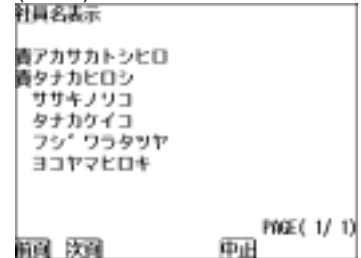 社員名表示
責アカサカトシヒロ
責タナカヒロシ
ササキノリコ
タナカケイコ
フジワラタツヤ
ヨコヤマヒロキ
PAGE( 1/ 1)
前頁 次頁 中止